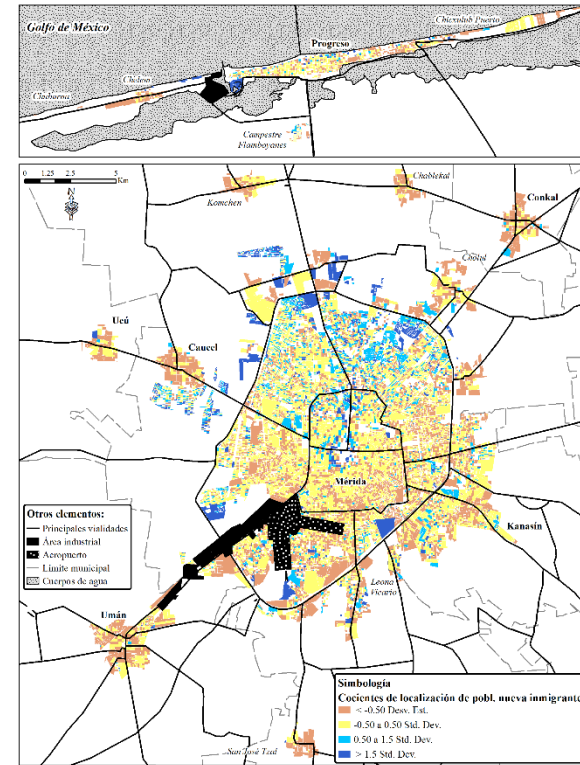 Golfo de México
Chicxulub Puerto
Progreso
Chelem
Chuburna
Campestre
Flamboyanes
0 1.25 2.5 5
Km
N
Komchen
Chablekal
Conkal
Cholul
Ucú
Caucel
Mérida
Kanasín
Otros elementos:
Principales vialidades
Área industrial
Aeropuerto
Límite municipal
Cuerpos de agua
Leona
Vicario
Umán
San José Tzal
Simbología
Cocientes de localización de pobl. nueva inmigrante
< -0.50 Desv. Est.
-0.50 a 0.50 Std. Dev.
0.50 a 1.5 Std. Dev.
> 1.5 Std. Dev.